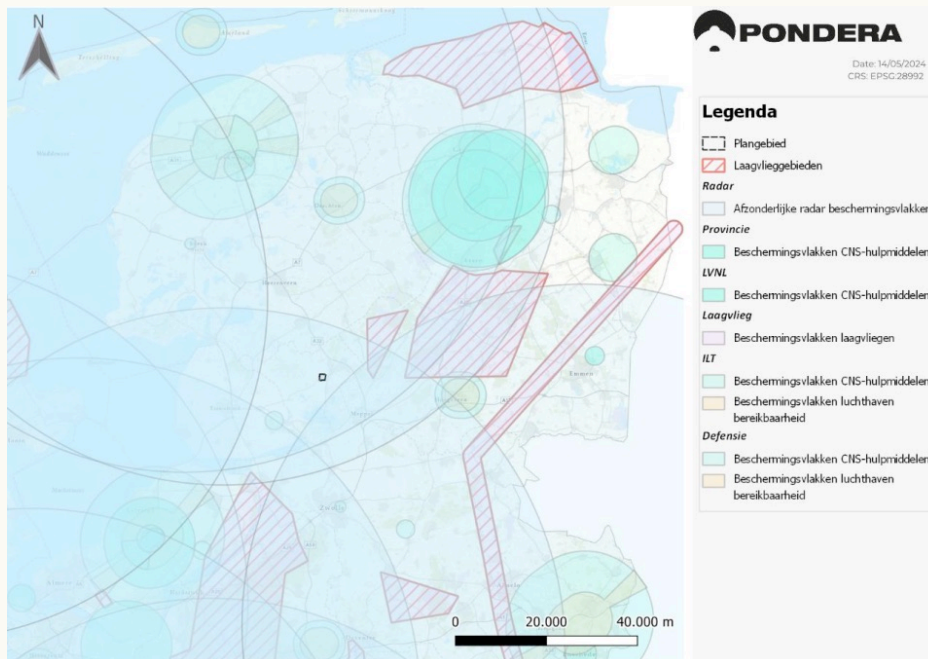 N
PONDERA
Date: 14/05/2024
CRS: EPSG:28992
Legenda
Plangebied
Laagvlieggebieden
Radar
Afzonderlijke radar beschermingsvlakken
Provincie
Beschermingsvlakken CNS-hulpmiddelen
LVNL
Beschermingsvlakken CNS-hulpmiddelen
Laagvlieg
Beschermingsvlakken laagvliegen
ILT
Beschermingsvlakken CNS-hulpmiddelen
Beschermingsvlakken luchthaven
bereikbaarheid
Defensie
Beschermingsvlakken CNS-hulpmiddelen
Beschermingsvlakken luchthaven
bereikbaarheid
Emmen
0 20.000 40.000 m